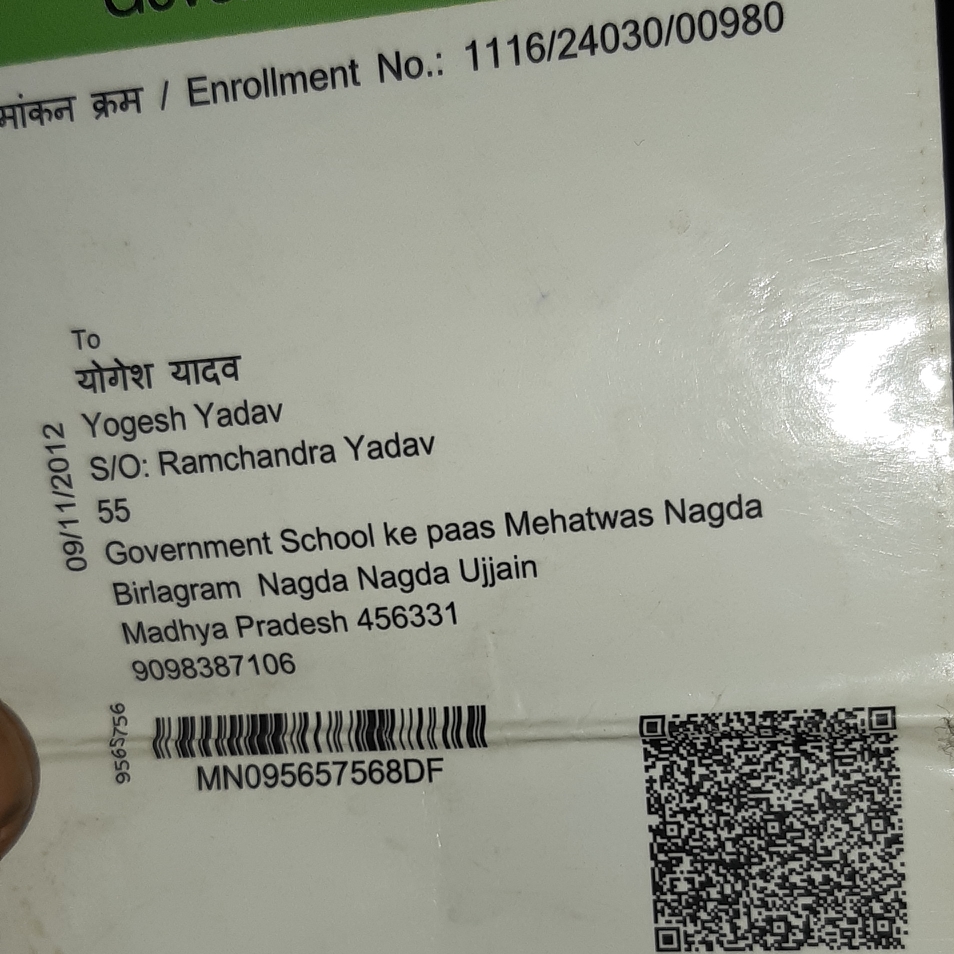 क्रम / Enrollment No.: 1116/24030/00980
To
योगेश यादव
Yogesh Yadav
S/O: Ramchandra Yadav
55
Government School ke paas Mehatwas Nagda
Birlagram Nagda Nagda Ujjain
Madhya Pradesh 456331
9098387106
09/11/2012
9565756
MN095657568DF